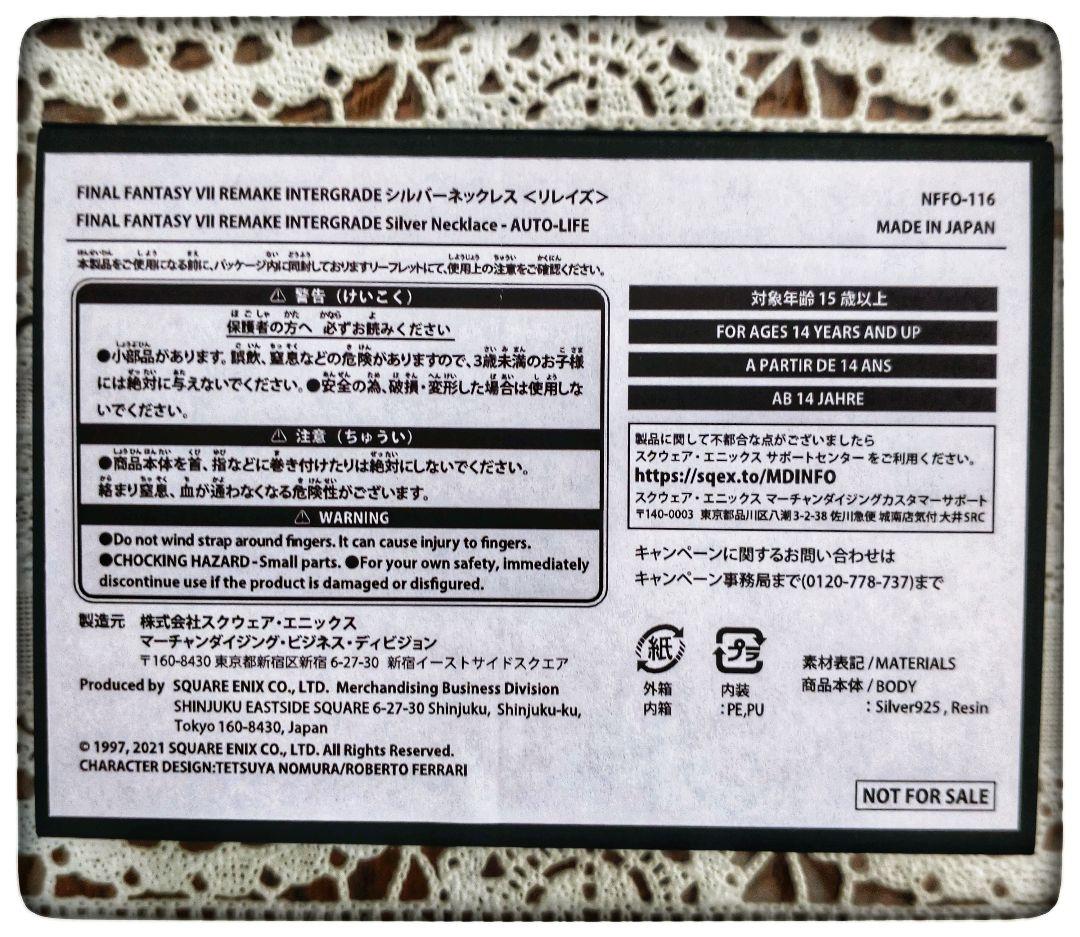 FINAL FANTASY VII REMAKE INTERGRADE シルバーネックレス <リレイズ>
FINAL FANTASY VII REMAKE INTERGRADE Silver Necklace - AUTO-LIFE
NFFO-116
MADE IN JAPAN
本製品をご使用になる前に、パッケージ内に同封しておりますリーフレットにて、使用上の注意をご確認ください。
⚠ 警告（けいこく）
保護者の方へ 必ずお読みください
●小部品があります。誤飲、窒息などの危険がありますので、3歳未満のお子様
には絶対に与えないでください。●安全の為、破損・変形した場合は使用しな
いでください。
⚠ 注意（ちゅうい）
●商品本体を首、指などに巻き付けたりは絶対にしないでください。
絡まり窒息、血が通わなくなる危険性がございます。
⚠ WARNING
●Do not wind strap around fingers. It can cause injury to fingers.
●CHOCKING HAZARD - Small parts. ●For your own safety, immediately
discontinue use if the product is damaged or disfigured.
製造元 株式会社スクウェア・エニックス
マーチャンダイジング・ビジネス・ディビジョン
〒160-8430 東京都新宿区新宿 6-27-30 新宿イーストサイドスクエア
Produced by SQUARE ENIX CO., LTD. Merchandising Business Division
SHINJUKU EASTSIDE SQUARE 6-27-30 Shinjuku, Shinjuku-ku,
Tokyo 160-8430, Japan
© 1997, 2021 SQUARE ENIX CO., LTD. All Rights Reserved.
CHARACTER DESIGN:TETSUYA NOMURA/ROBERTO FERRARI
対象年齢 15 歳以上
FOR AGES 14 YEARS AND UP
A PARTIR DE 14 ANS
AB 14 JAHRE
製品に関して不都合な点がございましたら
スクウェア・エニックス サポートセンター をご利用ください。
https://sqex.to/MDINFO
スクウェア・エニックス マーチャンダイジングカスタマーサポート
〒140-0003 東京都品川区八潮 3-2-38 佐川急便 城南店気付 大井SRC
キャンペーンに関するお問い合わせは
キャンペーン事務局まで(0120-778-737)まで
紙
外箱
内箱
プラ
内装
:PE,PU
素材表記 / MATERIALS
商品本体 / BODY
: Silver925 , Resin
NOT FOR SALE